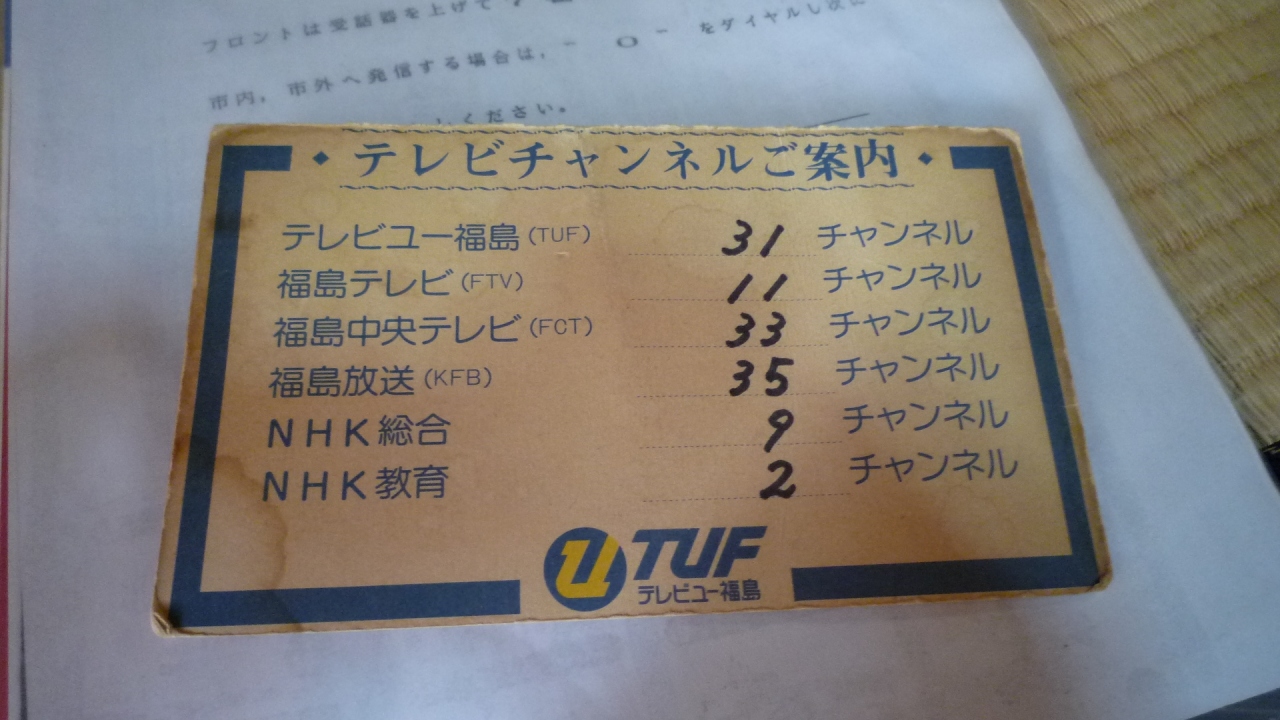 フロントは受話器を上げて
市内，市外へ発信する場合は，－ 0 － をダイヤルし次に
ください。
テレビチャンネルご案内
テレビユー福島(TUF) 31 チャンネル
福島テレビ(FTV) 11 チャンネル
福島中央テレビ(FCT) 33 チャンネル
福島放送(KFB) 35 チャンネル
NHK総合 9 チャンネル
NHK教育 2 チャンネル
TUF
テレビユー福島